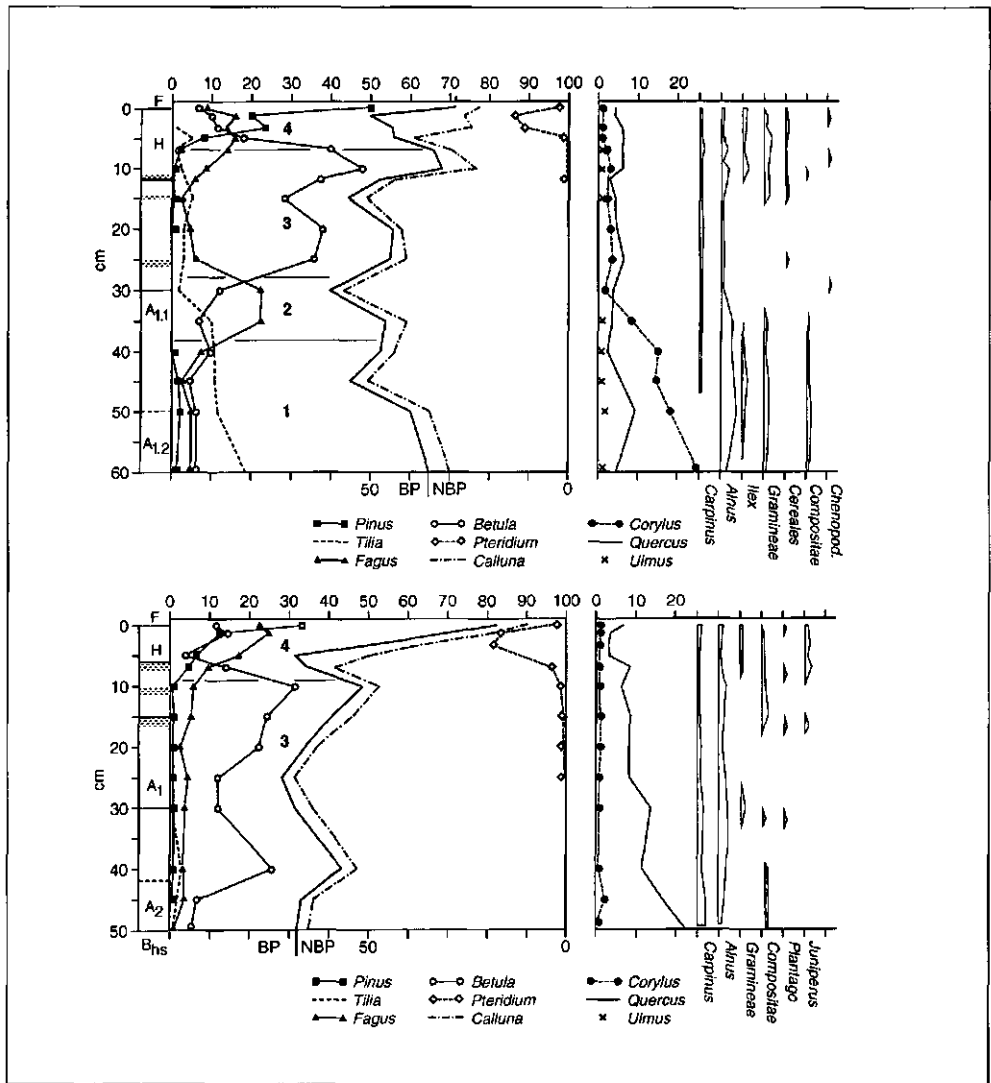 0 10 20 30 40 50 60 70 80 90 100 0 10 20
F
0
H
10
20
cm
30
A1.1
40
50
A1.2
60
4
3
2
1
50 BP NBP 0
Carpinus
Alnus
Ilex
Gramineae
Cereales
Compositae
Chenopod.
Pinus Betula Corylus
Tilia Pteridium Quercus
Fagus Calluna Ulmus
0 10 20 30 40 50 60 70 80 90 100 0 10 20
F
0
H
10
20
cm
A1
30
40
A2
50
Bhs
4
3
BP NBP 50 0
Carpinus
Alnus
Gramineae
Compositae
Plantago
Juniperus
Pinus Betula Corylus
Tilia Pteridium Quercus
Fagus Calluna Ulmus